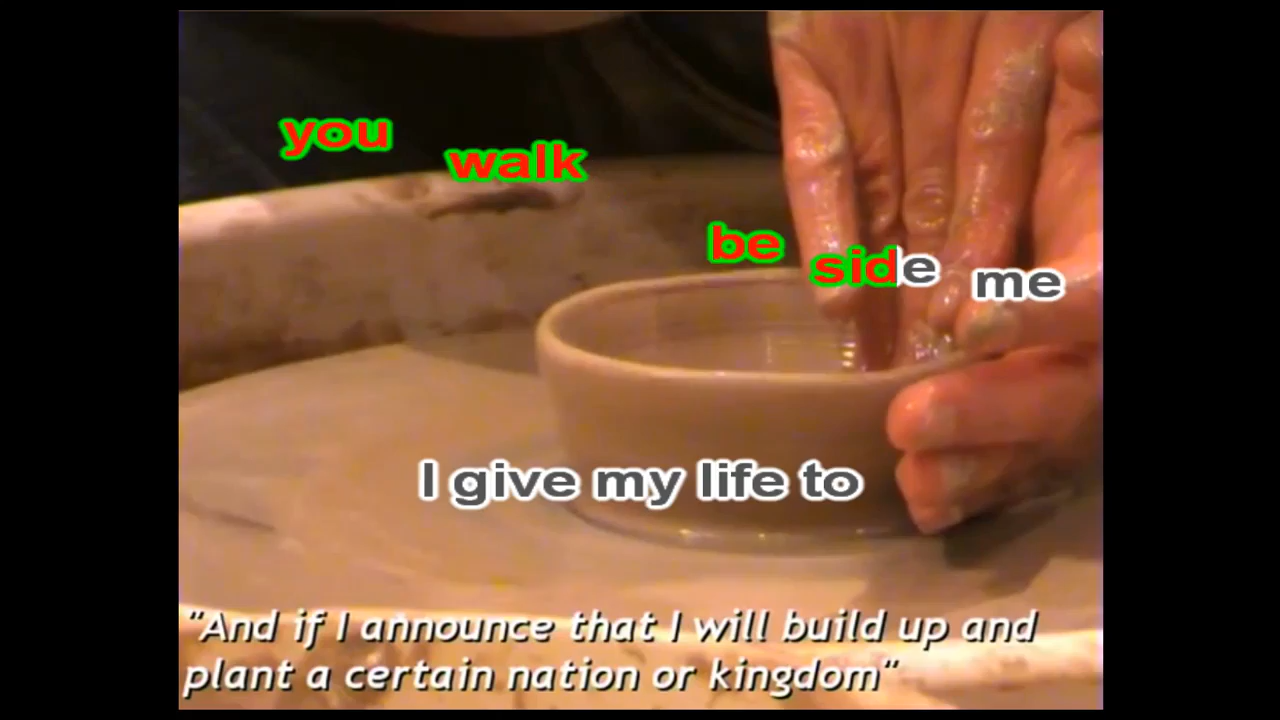 you walk
be side me
I give my life to
"And if I announce that I will build up and
plant a certain nation or kingdom"